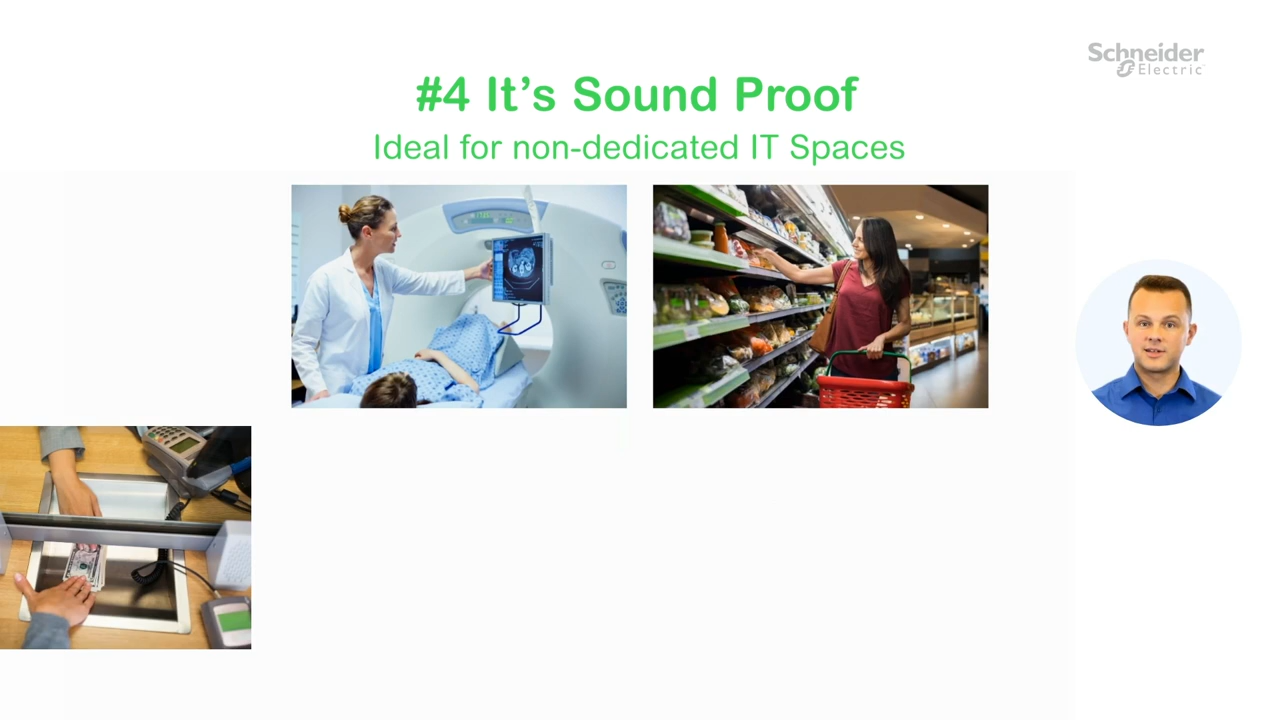 Schneider
Electric
#4 It's Sound Proof
Ideal for non-dedicated IT Spaces